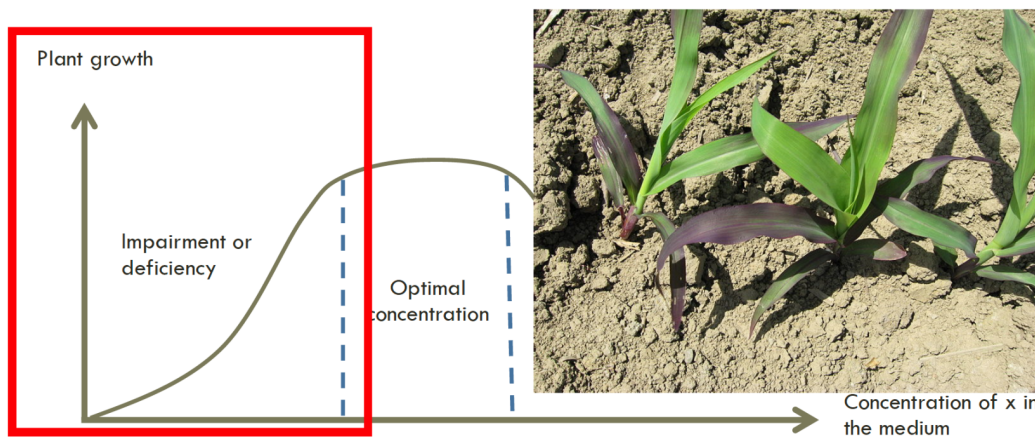 Plant growth
Impairment or
deficiency
Optimal
concentration
Concentration of x in
the medium